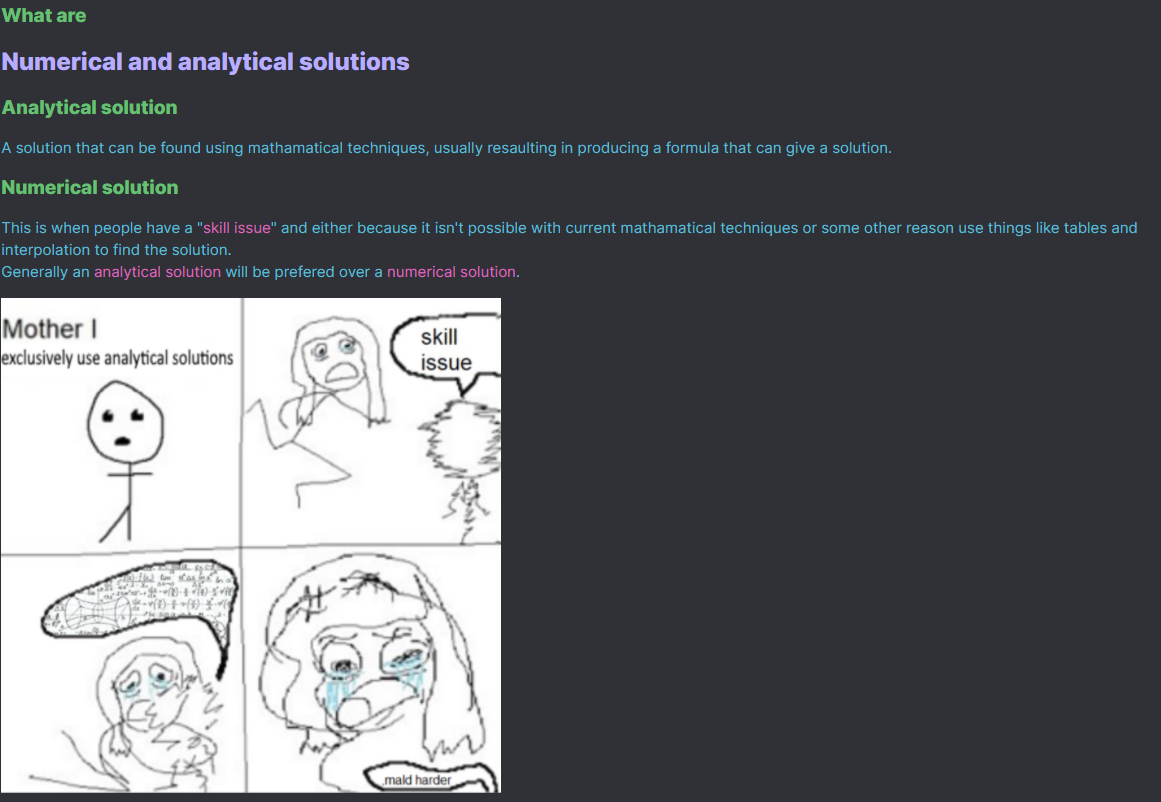 What are
Numerical and analytical solutions
Analytical solution
A solution that can be found using mathamatical techniques, usually resaulting in producing a formula that can give a solution.
Numerical solution
This is when people have a "skill issue" and either because it isn't possible with current mathamatical techniques or some other reason use things like tables and
interpolation to find the solution.
Generally an analytical solution will be prefered over a numerical solution.
Mother I
exclusively use analytical solutions
skill
issue
mald harder